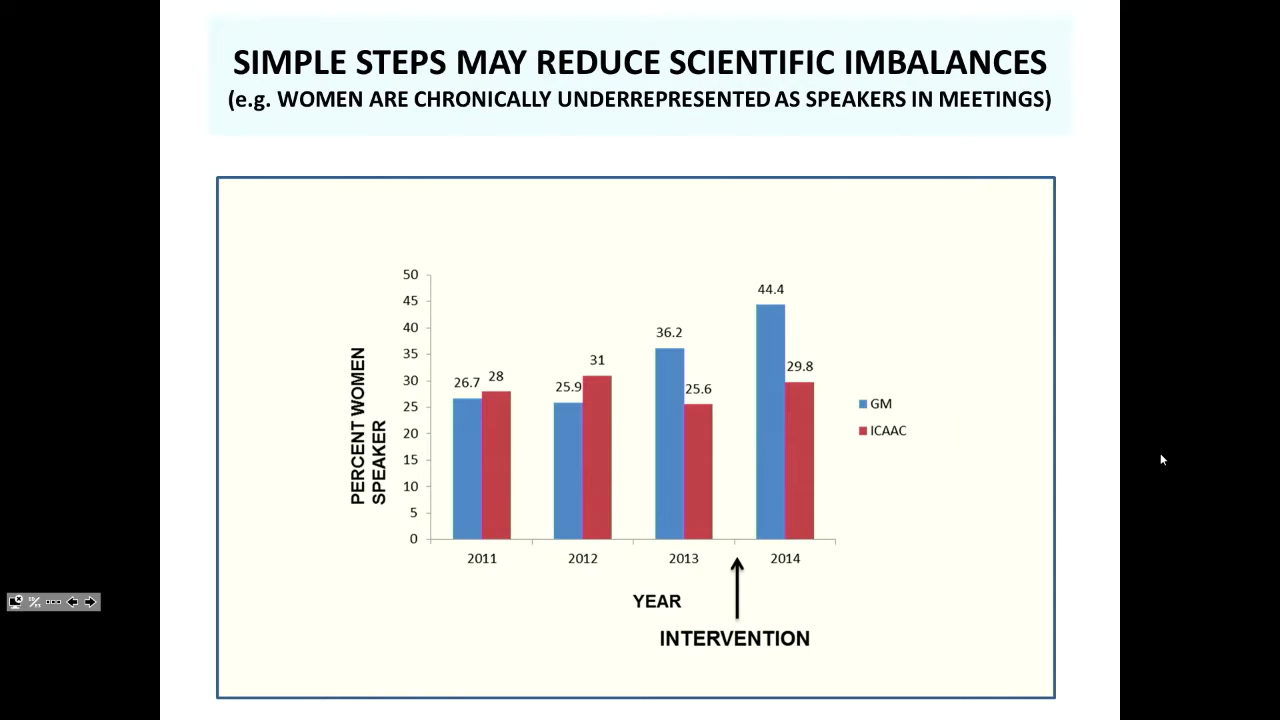 SIMPLE STEPS MAY REDUCE SCIENTIFIC IMBALANCES
(e.g. WOMEN ARE CHRONICALLY UNDERREPRESENTED AS SPEAKERS IN MEETINGS)
PERCENT WOMEN
SPEAKER
50
45
40
35
30
25
20
15
10
5
0
26.7
28
25.9
31
36.2
25.6
44.4
29.8
2011
2012
2013
2014
GM
ICAAC
YEAR
INTERVENTION